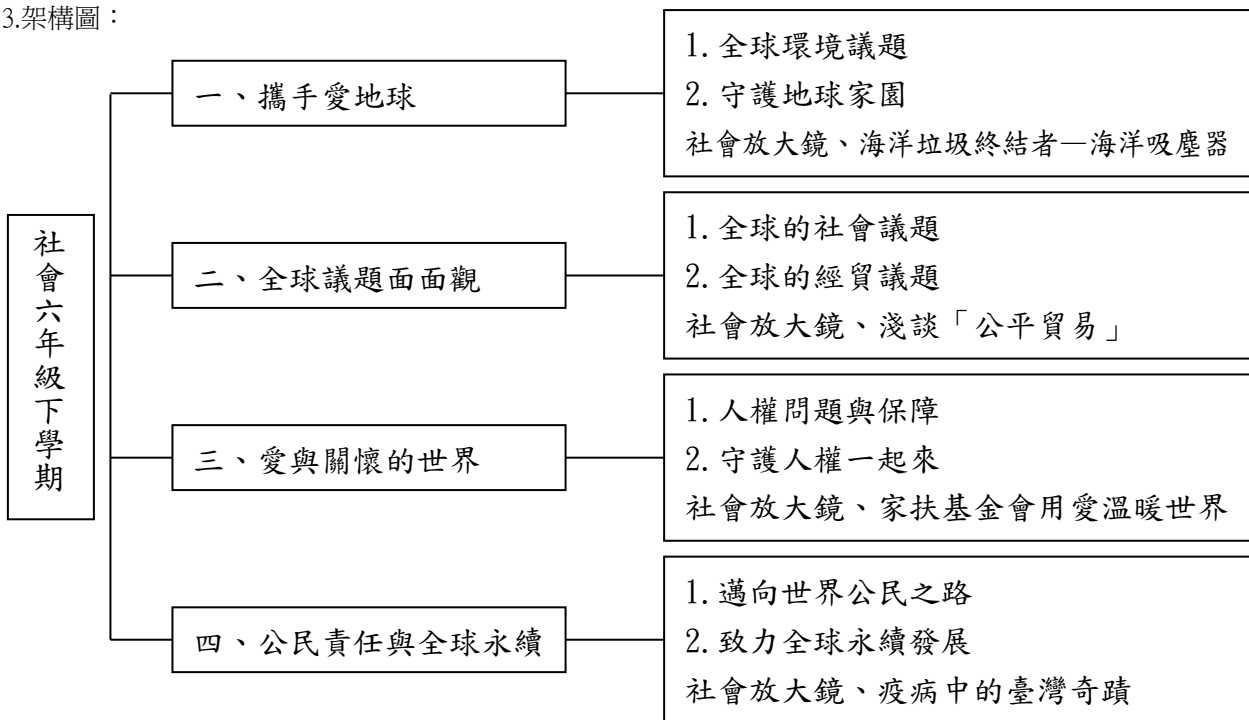 3.架構圖：
社會六年級下學期
一、攜手愛地球
1.全球環境議題
2.守護地球家園
社會放大鏡、海洋垃圾終結者—海洋吸塵器
二、全球議題面面觀
1.全球的社會議題
2.全球的經貿議題
社會放大鏡、淺談「公平貿易」
三、愛與關懷的世界
1.人權問題與保障
2.守護人權一起來
社會放大鏡、家扶基金會用愛溫暖世界
四、公民責任與全球永續
1.邁向世界公民之路
2.致力全球永續發展
社會放大鏡、疫病中的臺灣奇蹟